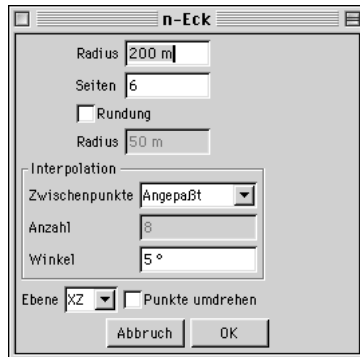 n-Eck
Radius 200 m
Seiten 6
Rundung
Radius 50 m
Interpolation
Zwischenpunkte Angepaßt
Anzahl 8
Winkel 5 °
Ebene XZ Punkte umdrehen
Abbruch OK